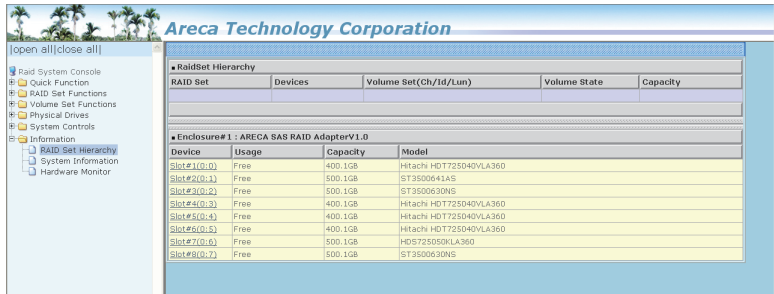 Areca Technology Corporation
|open all|close all|
Raid System Console
Quick Function
RAID Set Functions
Volume Set Functions
Physical Drives
System Controls
Information
RAID Set Hierarchy
System Information
Hardware Monitor
RaidSet Hierarchy
RAID Set Devices Volume Set(Ch/Id/Lun) Volume State Capacity
Enclosure#1 : ARECA SAS RAID AdapterV1.0
Device Usage Capacity Model
Slot#1(0:0) Free 400.1GB Hitachi HDT725040VLA360
Slot#2(0:1) Free 500.1GB ST3500641AS
Slot#3(0:2) Free 500.1GB ST3500630NS
Slot#4(0:3) Free 400.1GB Hitachi HDT725040VLA360
Slot#5(0:4) Free 400.1GB Hitachi HDT725040VLA360
Slot#6(0:5) Free 400.1GB Hitachi HDT725040VLA360
Slot#7(0:6) Free 500.1GB HDS725050KLA360
Slot#8(0:7) Free 500.1GB ST3500630NS